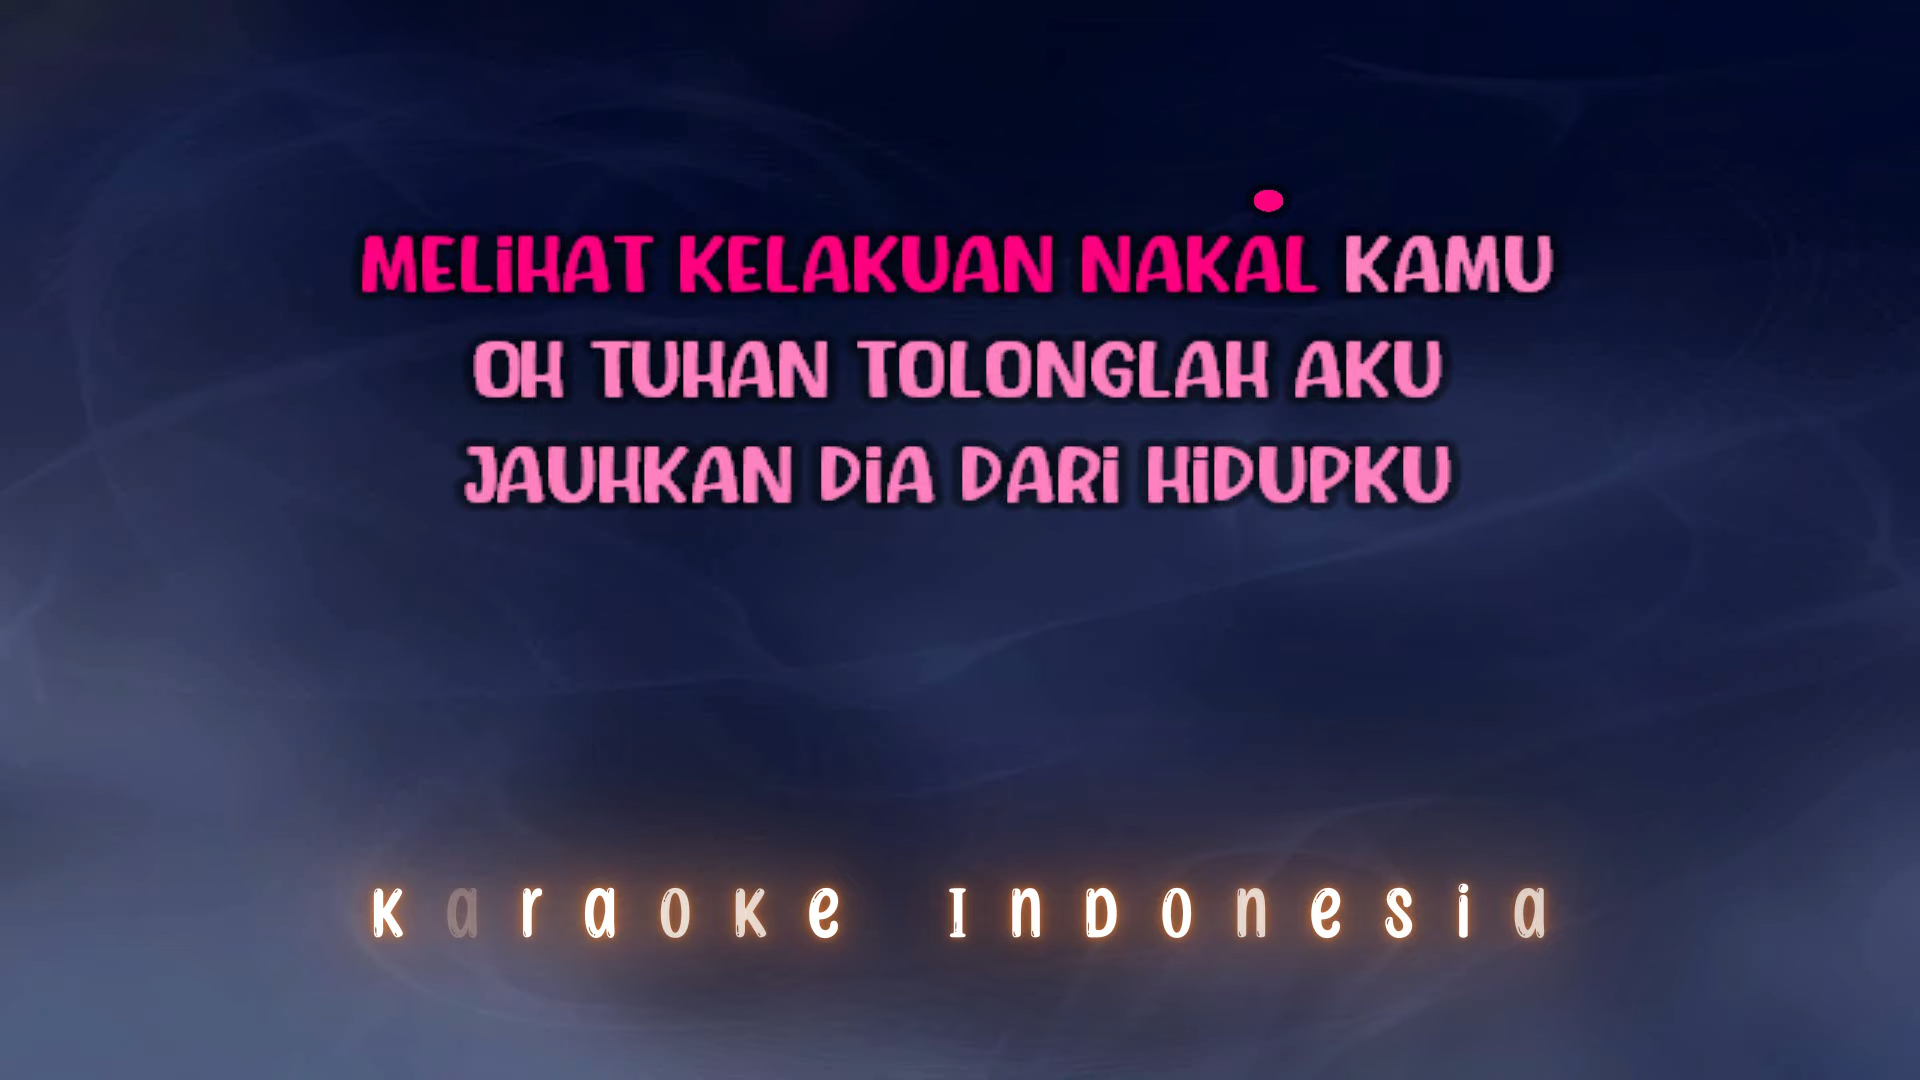 MELiHAT KELAKUAN NAKAL KAMU
OH TUHAN TOLONGLAH AKU
JAUHKAN DiA DARi HiDUPKU
Karaoke Indonesia